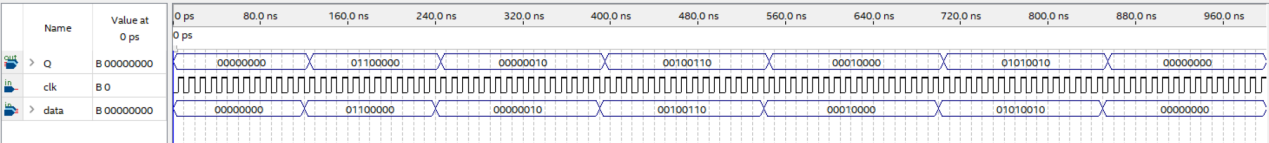 Name Value at 0 ps 0 ps 80.0 ns 160.0 ns 240.0 ns 320.0 ns 400.0 ns 480.0 ns 560.0 ns 640.0 ns 720.0 ns 800.0 ns 880.0 ns 960.0 ns
0 ps
out > Q B 00000000 00000000 01100000 00000010 00100110 00010000 01010010 00000000
in clk B 0
in > data B 00000000 00000000 01100000 00000010 00100110 00010000 01010010 00000000